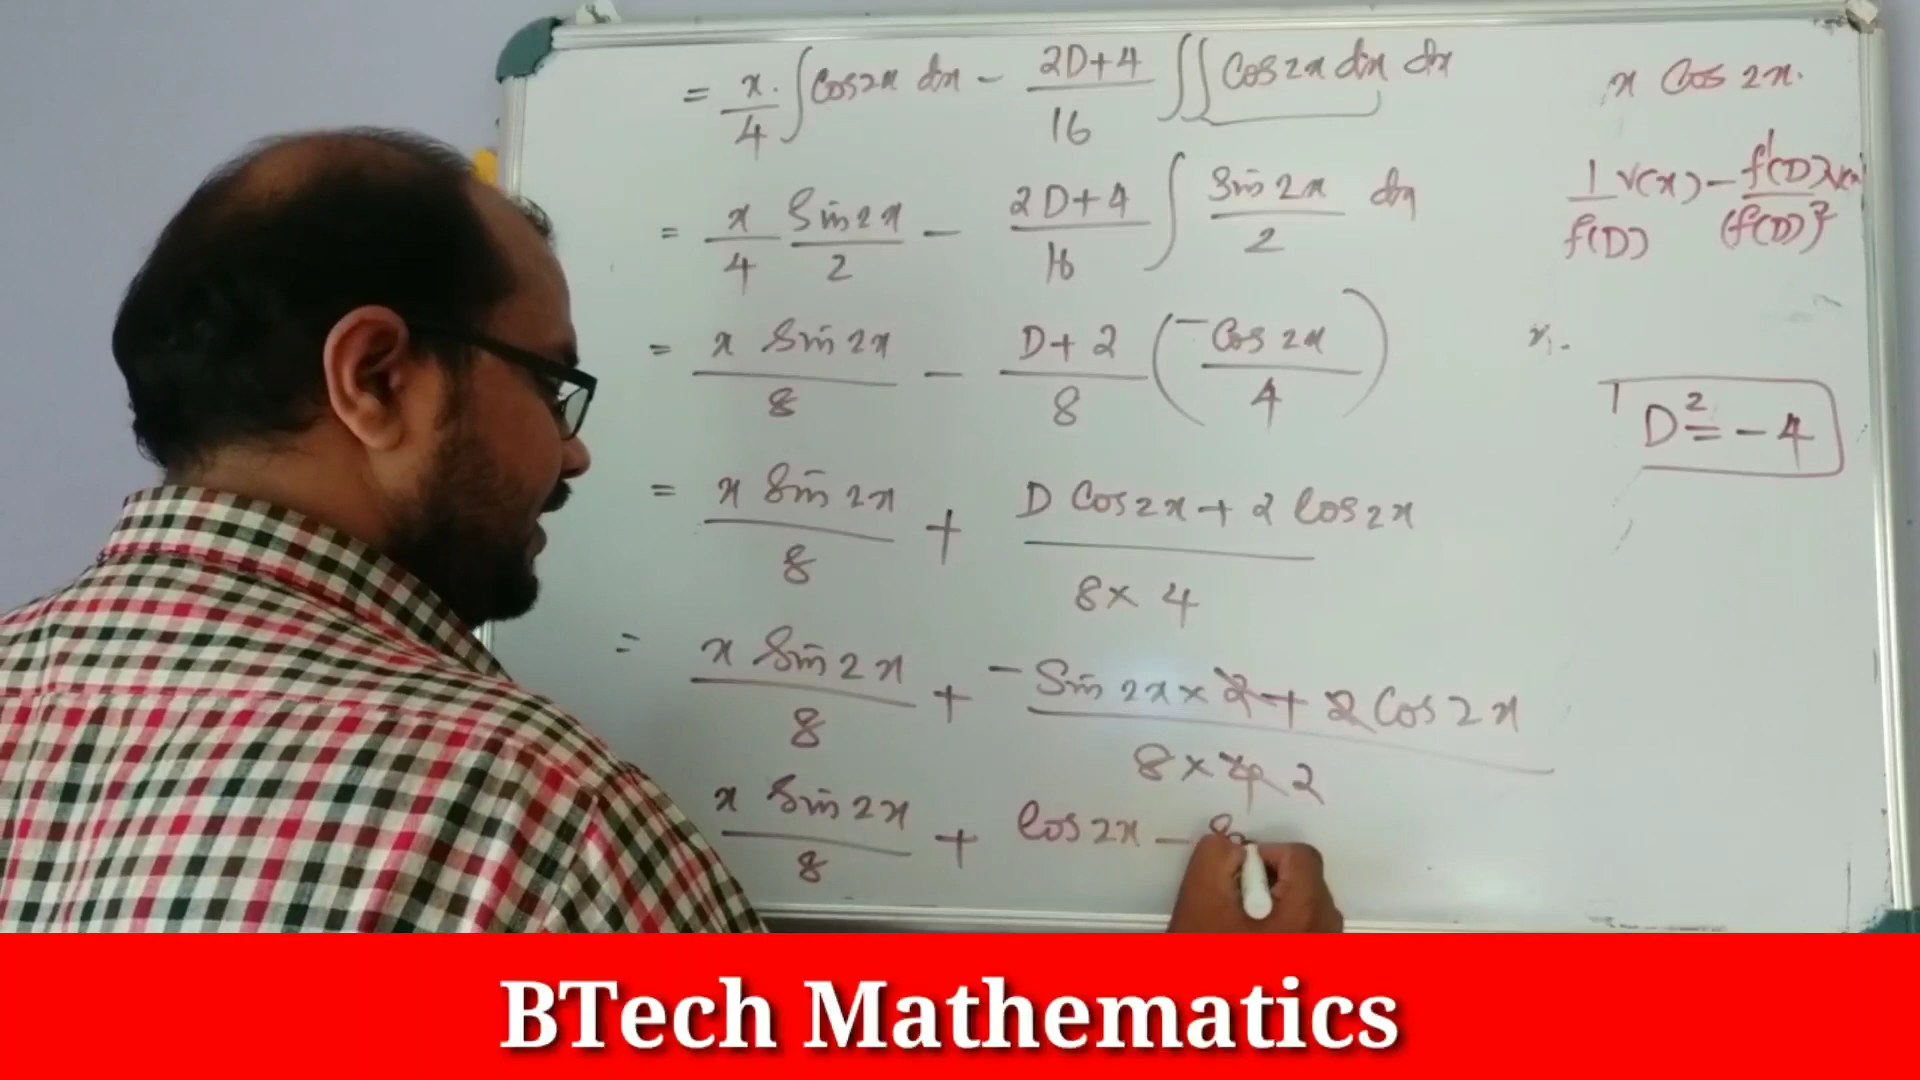 = x./4 ∫ Cos2x dx - 2D+4/16 ∫∫ Cos2x dx dx
= x/4 Sin2x/2 - 2D+4/16 ∫ Sin2x/2 dx
= x Sin2x/8 - D+2/8 (-Cos2x/4)
= x Sin2x/8 + D Cos2x+2 Cos2x/8×4
= x Sin2x/8 + -Sin2x×2+2Cos2x/8×4 2
x Sin2x/8 + Cos2x -
x Cos 2x.
1/f(D) V(x) - f'(D)/(f(D))²
x.
D²=-4
BTech Mathematics